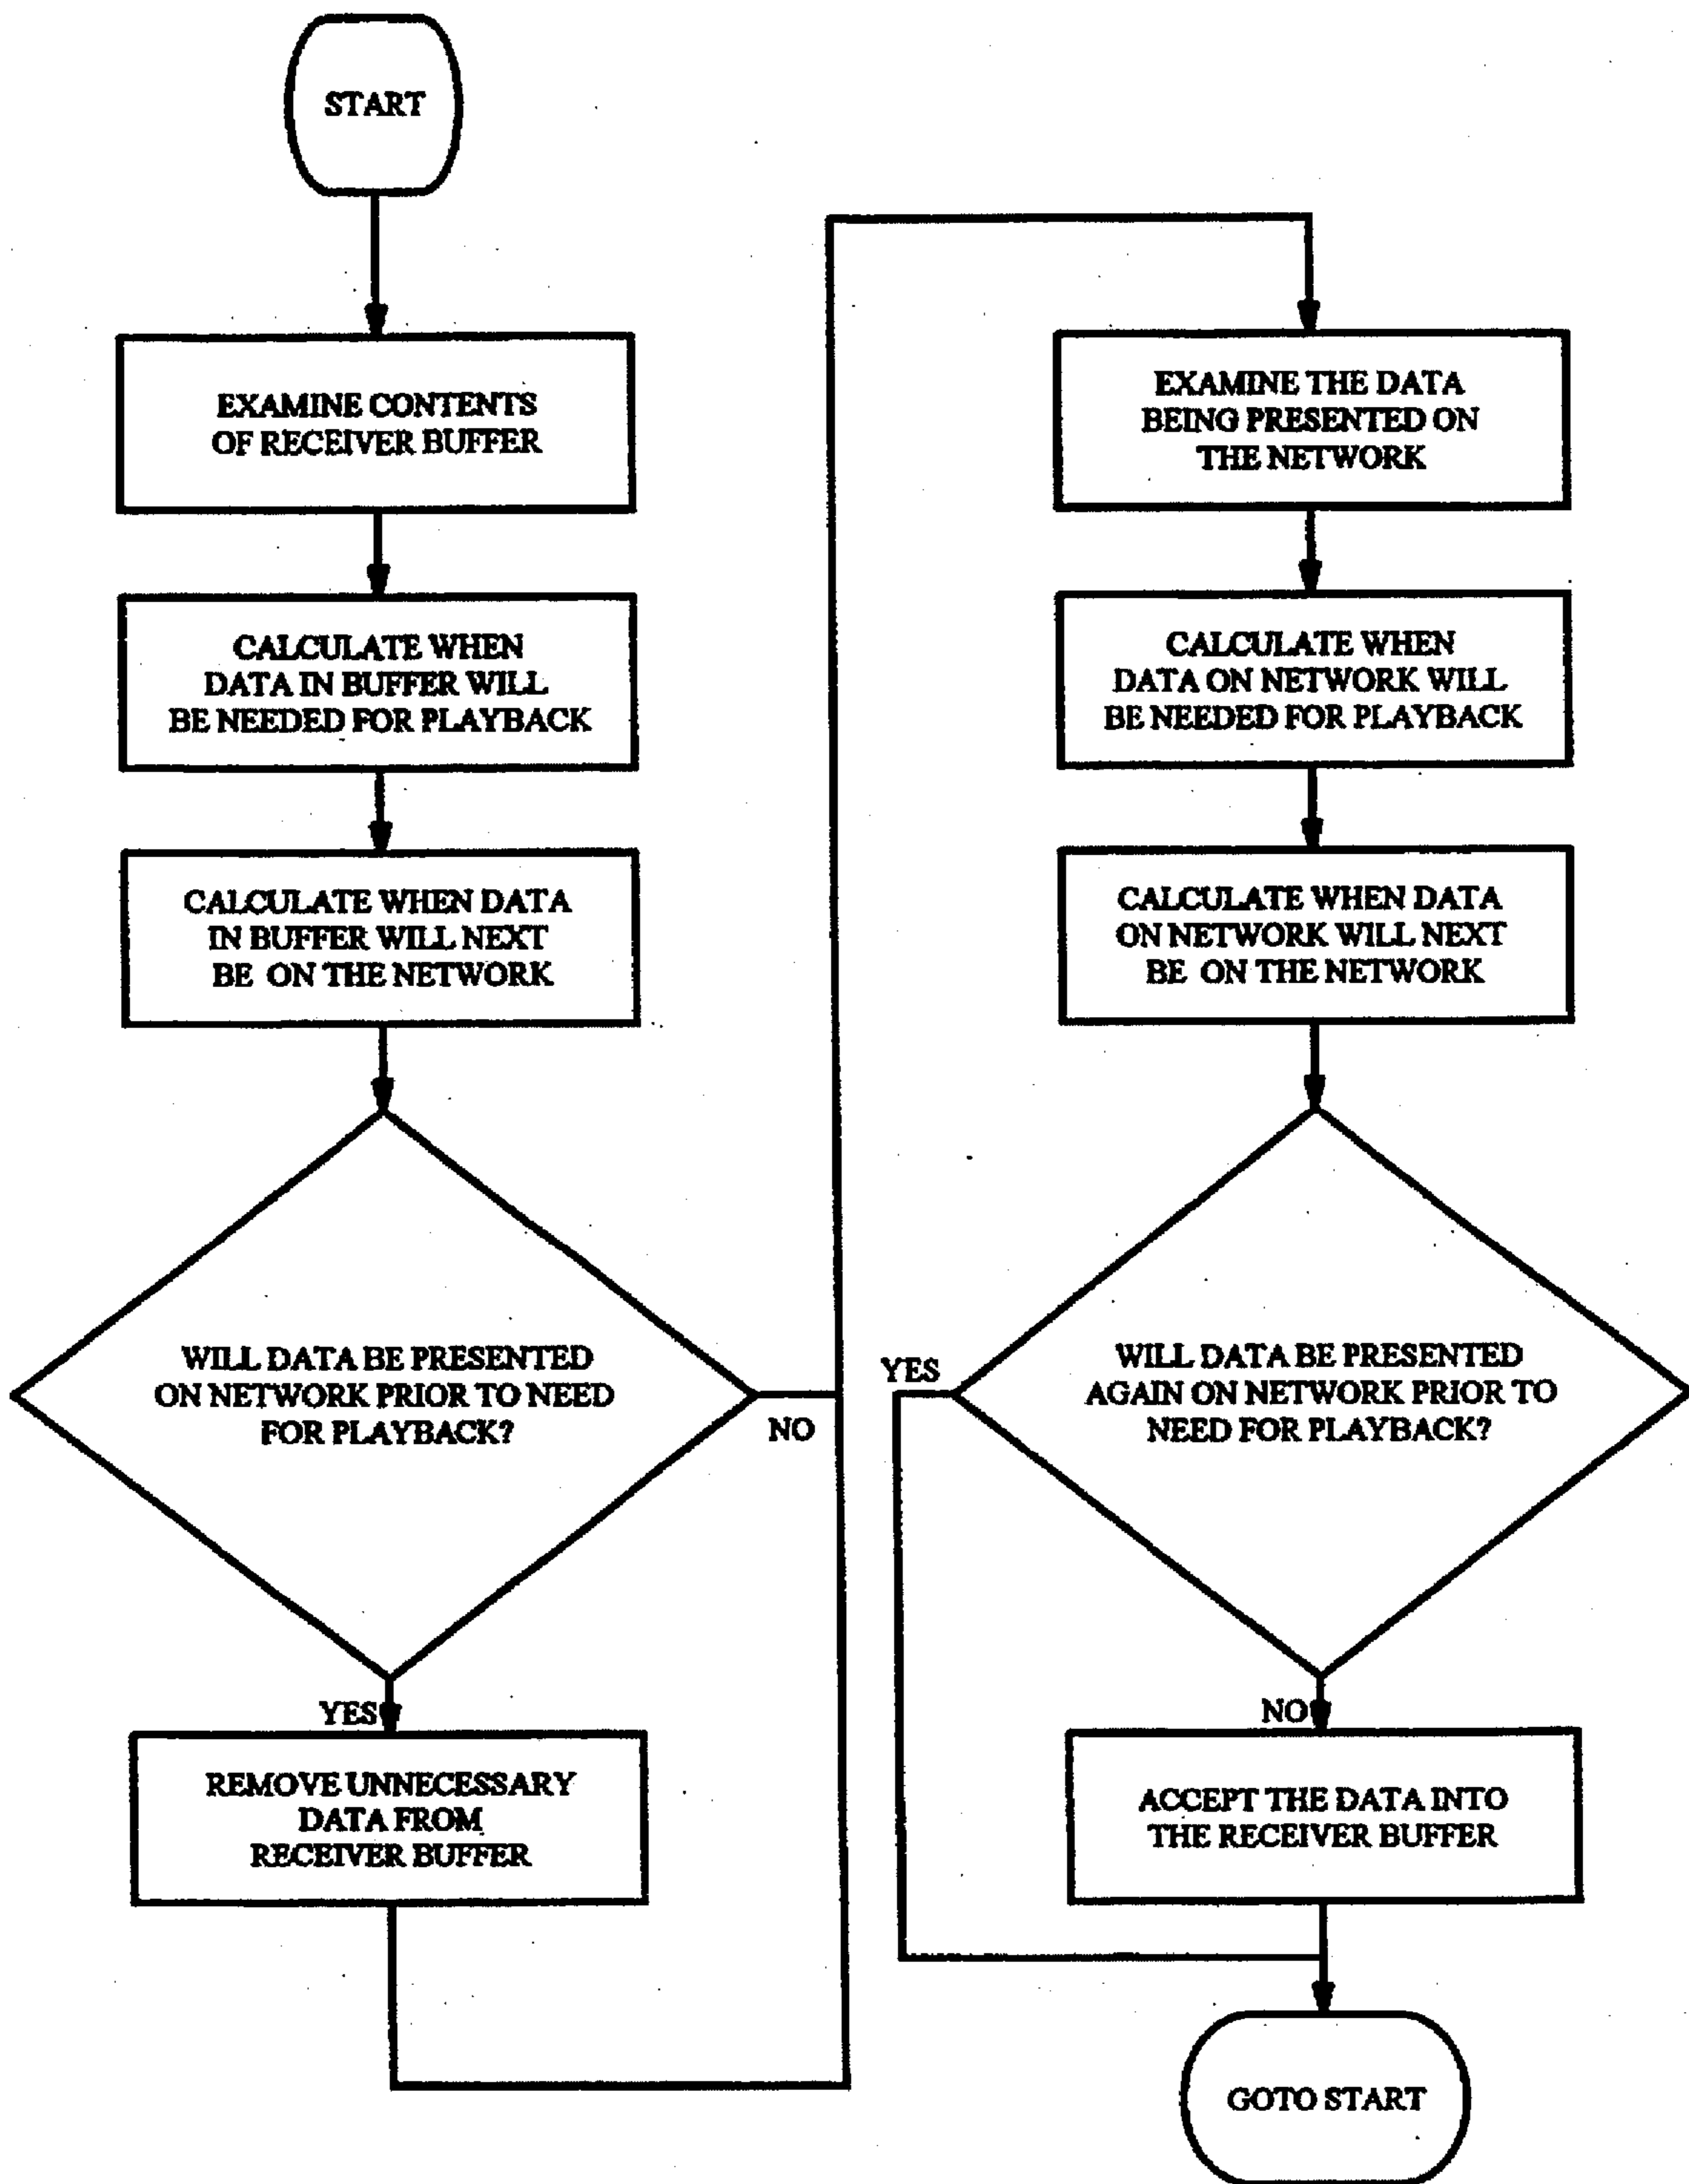 START
EXAMINE CONTENTS
OF RECEIVER BUFFER
CALCULATE WHEN
DATA IN BUFFER WILL
BE NEEDED FOR PLAYBACK
CALCULATE WHEN DATA
IN BUFFER WILL NEXT
BE ON THE NETWORK
WILL DATA BE PRESENTED
ON NETWORK PRIOR TO NEED
FOR PLAYBACK?
NO
YES
REMOVE UNNECESSARY
DATA FROM
RECEIVER BUFFER
EXAMINE THE DATA
BEING PRESENTED ON
THE NETWORK
CALCULATE WHEN
DATA ON NETWORK WILL
BE NEEDED FOR PLAYBACK
CALCULATE WHEN DATA
ON NETWORK WILL NEXT
BE ON THE NETWORK
YES
WILL DATA BE PRESENTED
AGAIN ON NETWORK PRIOR TO
NEED FOR PLAYBACK?
NO
ACCEPT THE DATA INTO
THE RECEIVER BUFFER
GOTO START